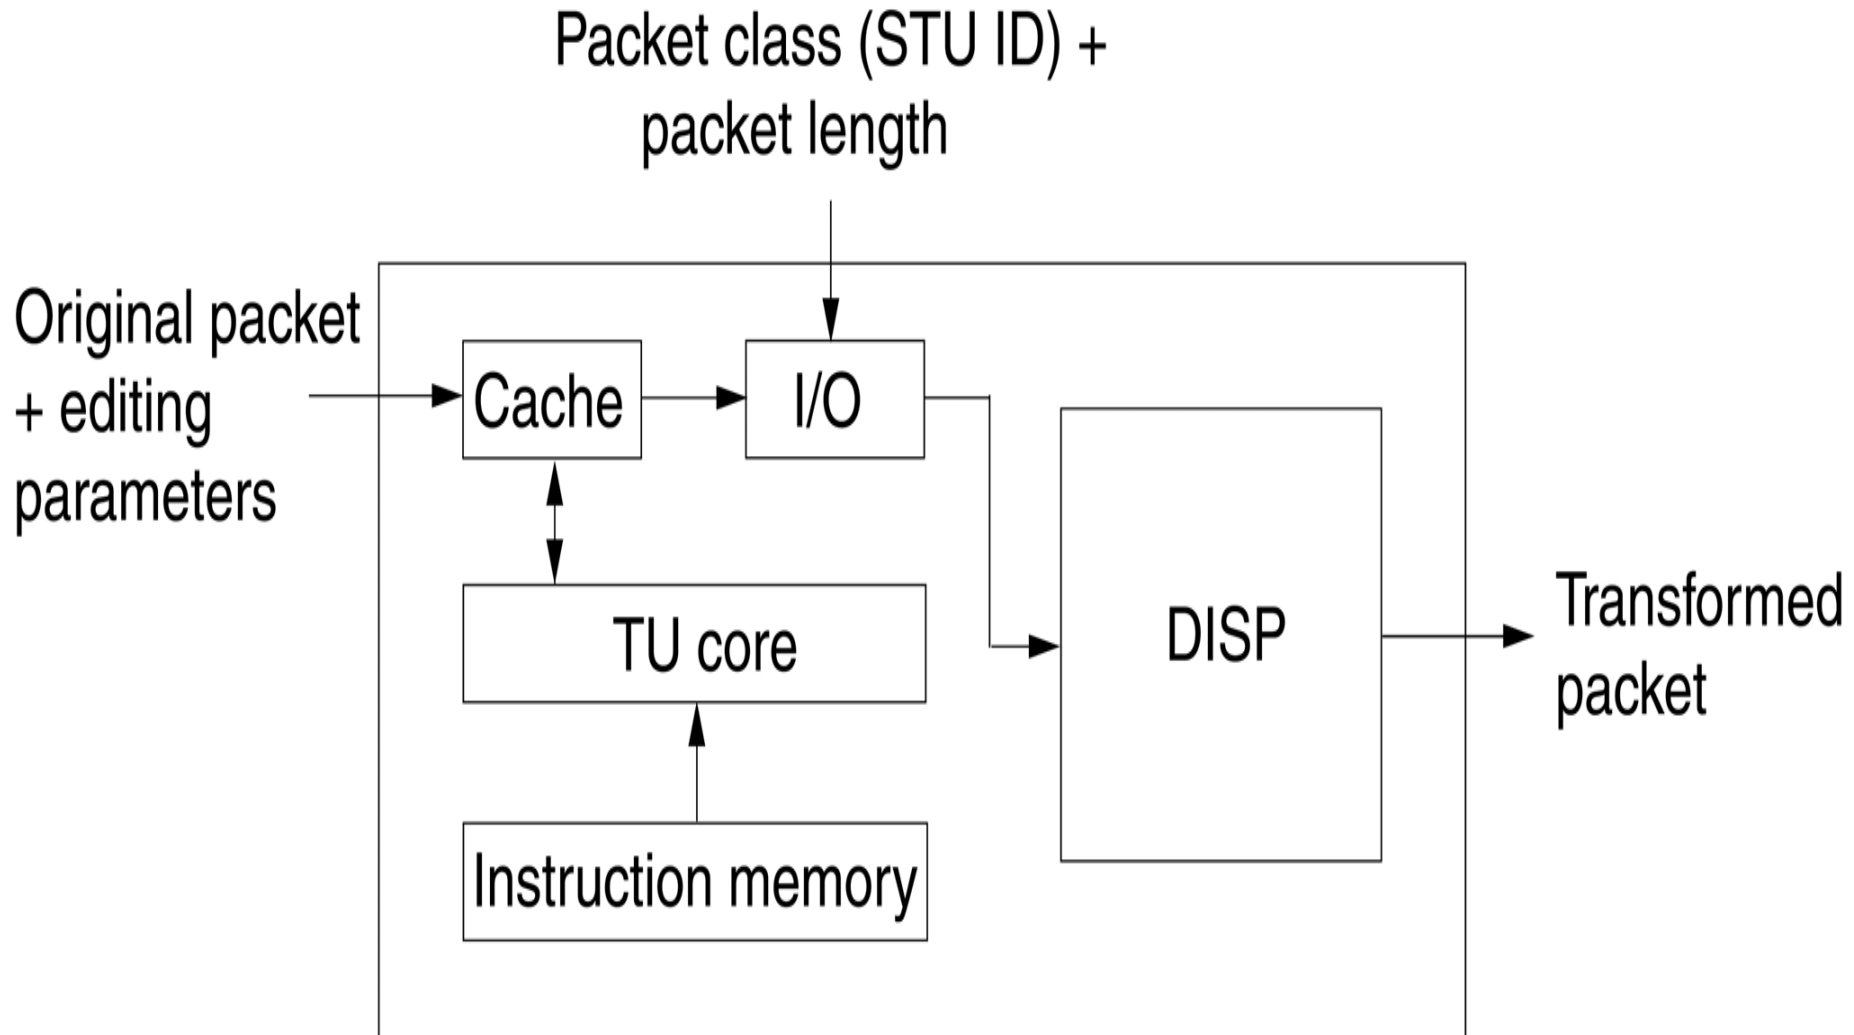 Packet class (STU ID) +
packet length
Original packet
+ editing
parameters
Cache
I/O
TU core
DISP
Instruction memory
Transformed
packet